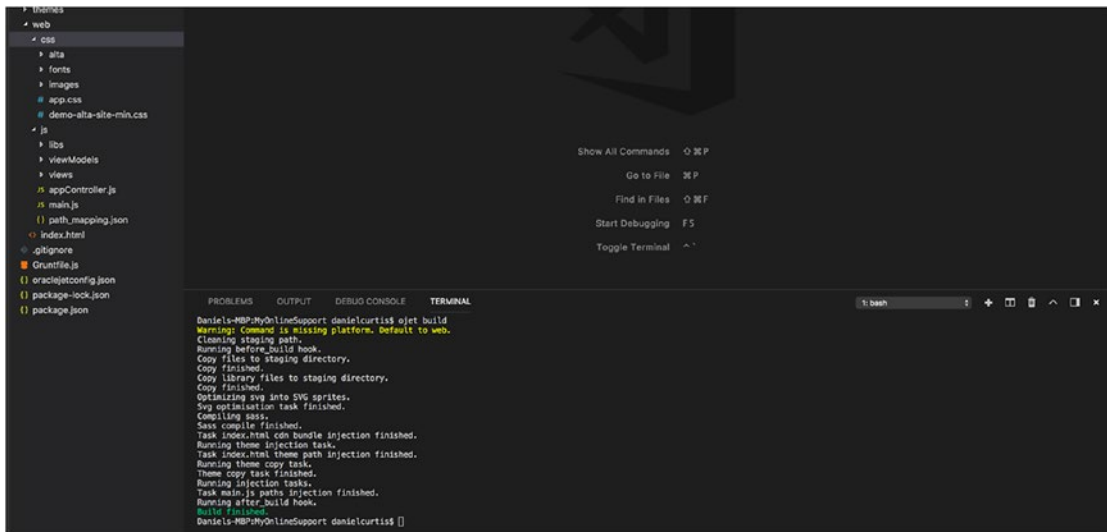 themes
web
css
alta
fonts
images
# app.css
# demo-alta-site-min.css
js
libs
viewModels
views
JS appController.js
JS main.js
{} path_mapping.json
<> index.html
.gitignore
Gruntfile.js
{} oraclejetconfig.json
{} package-lock.json
{} package.json
Show All Commands ⇧⌘P
Go to File ⌘P
Find in Files ⇧⌘F
Start Debugging F5
Toggle Terminal ^`
PROBLEMS OUTPUT DEBUG CONSOLE TERMINAL 1: bash
Daniels-MBP:MyOnlineSupport danielcurtis$ ojet build
Warning: Command is missing platform. Default to web.
Cleaning staging path.
Running before_build hook.
Copy files to staging directory.
Copy finished.
Copy library files to staging directory.
Copy finished.
Optimizing svg into SVG sprites.
Svg optimisation task finished.
Compiling sass.
Sass compile finished.
Task index.html cdn bundle injection finished.
Running theme injection task.
Task index.html theme path injection finished.
Running theme copy task.
Theme copy task finished.
Running injection tasks.
Task main.js paths injection finished.
Running after_build hook.
Build finished.
Daniels-MBP:MyOnlineSupport danielcurtis$